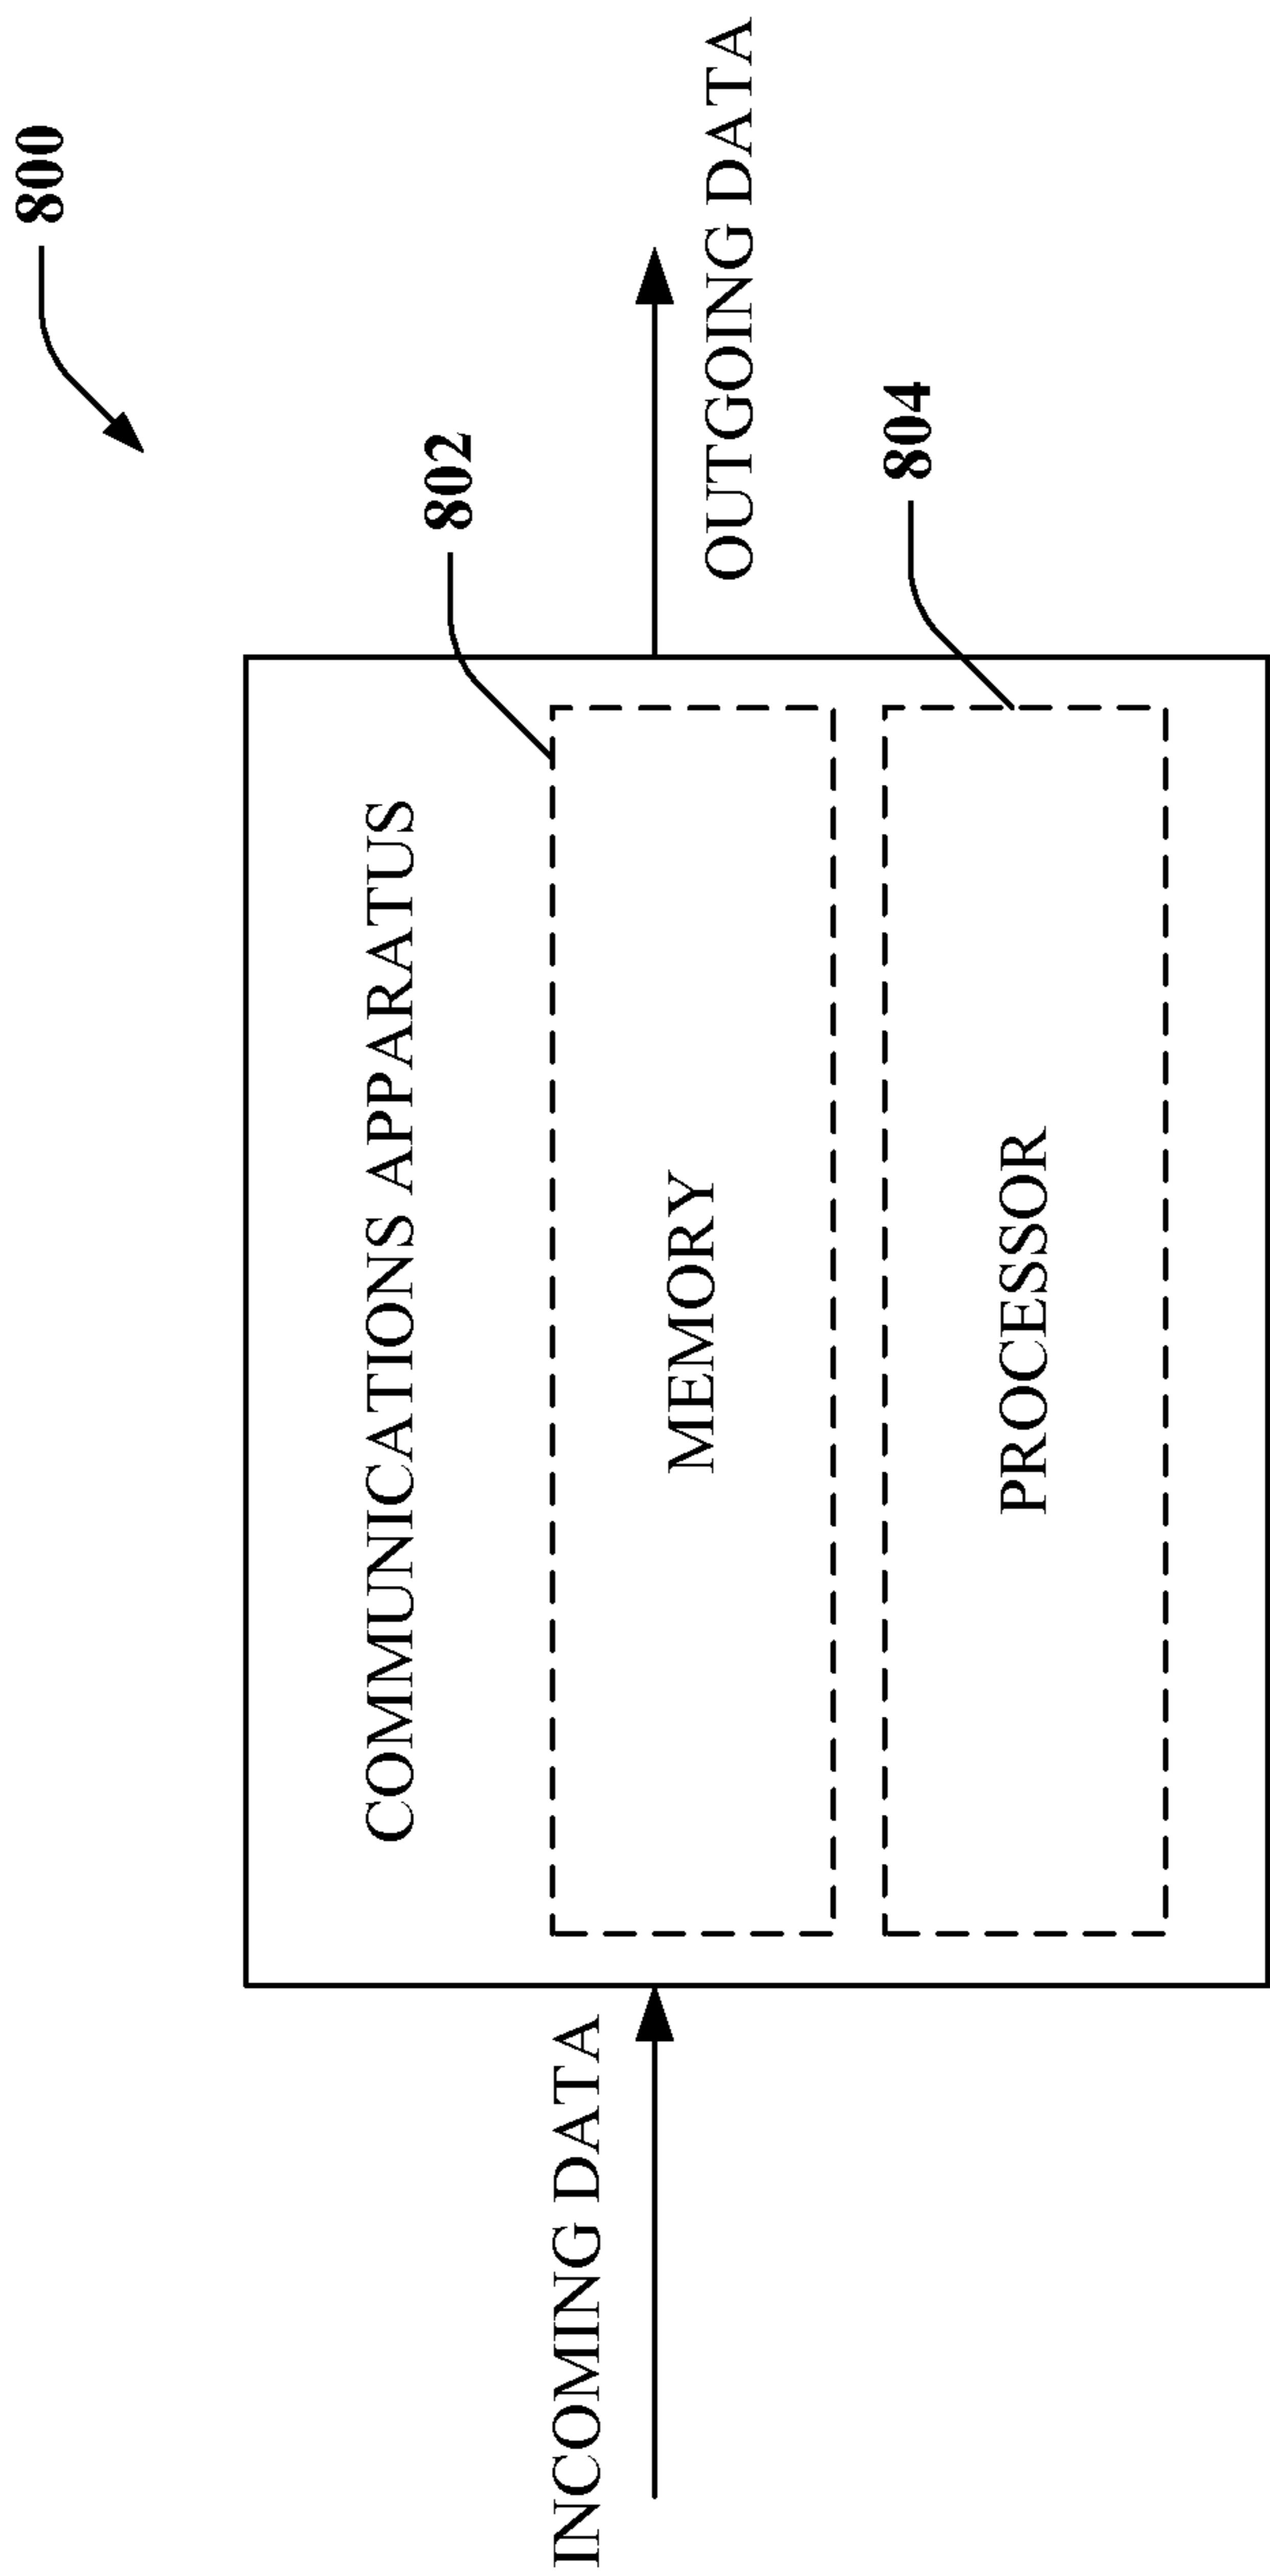 800
COMMUNICATIONS APPARATUS
802
INCOMING DATA
MEMORY
OUTGOING DATA
804
PROCESSOR